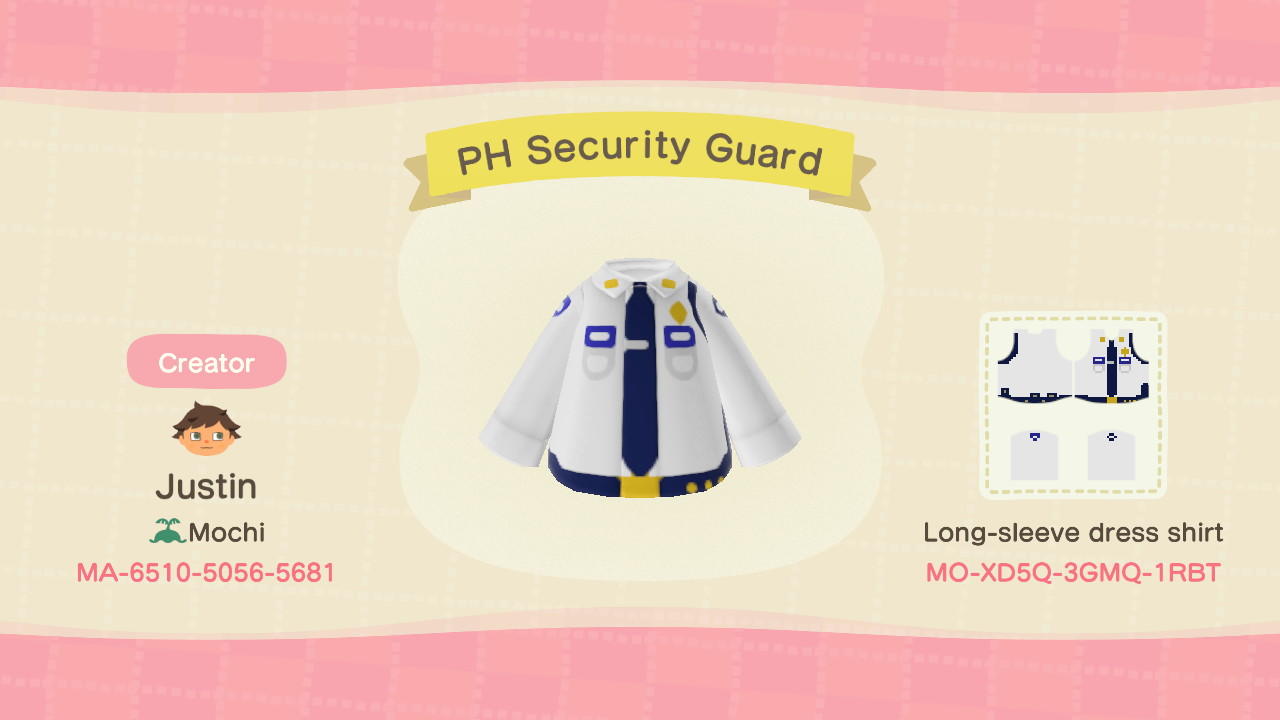 PH Security Guard
Creator
Justin
Mochi
MA-6510-5056-5681
Long-sleeve dress shirt
MO-XD5Q-3GMQ-1RBT